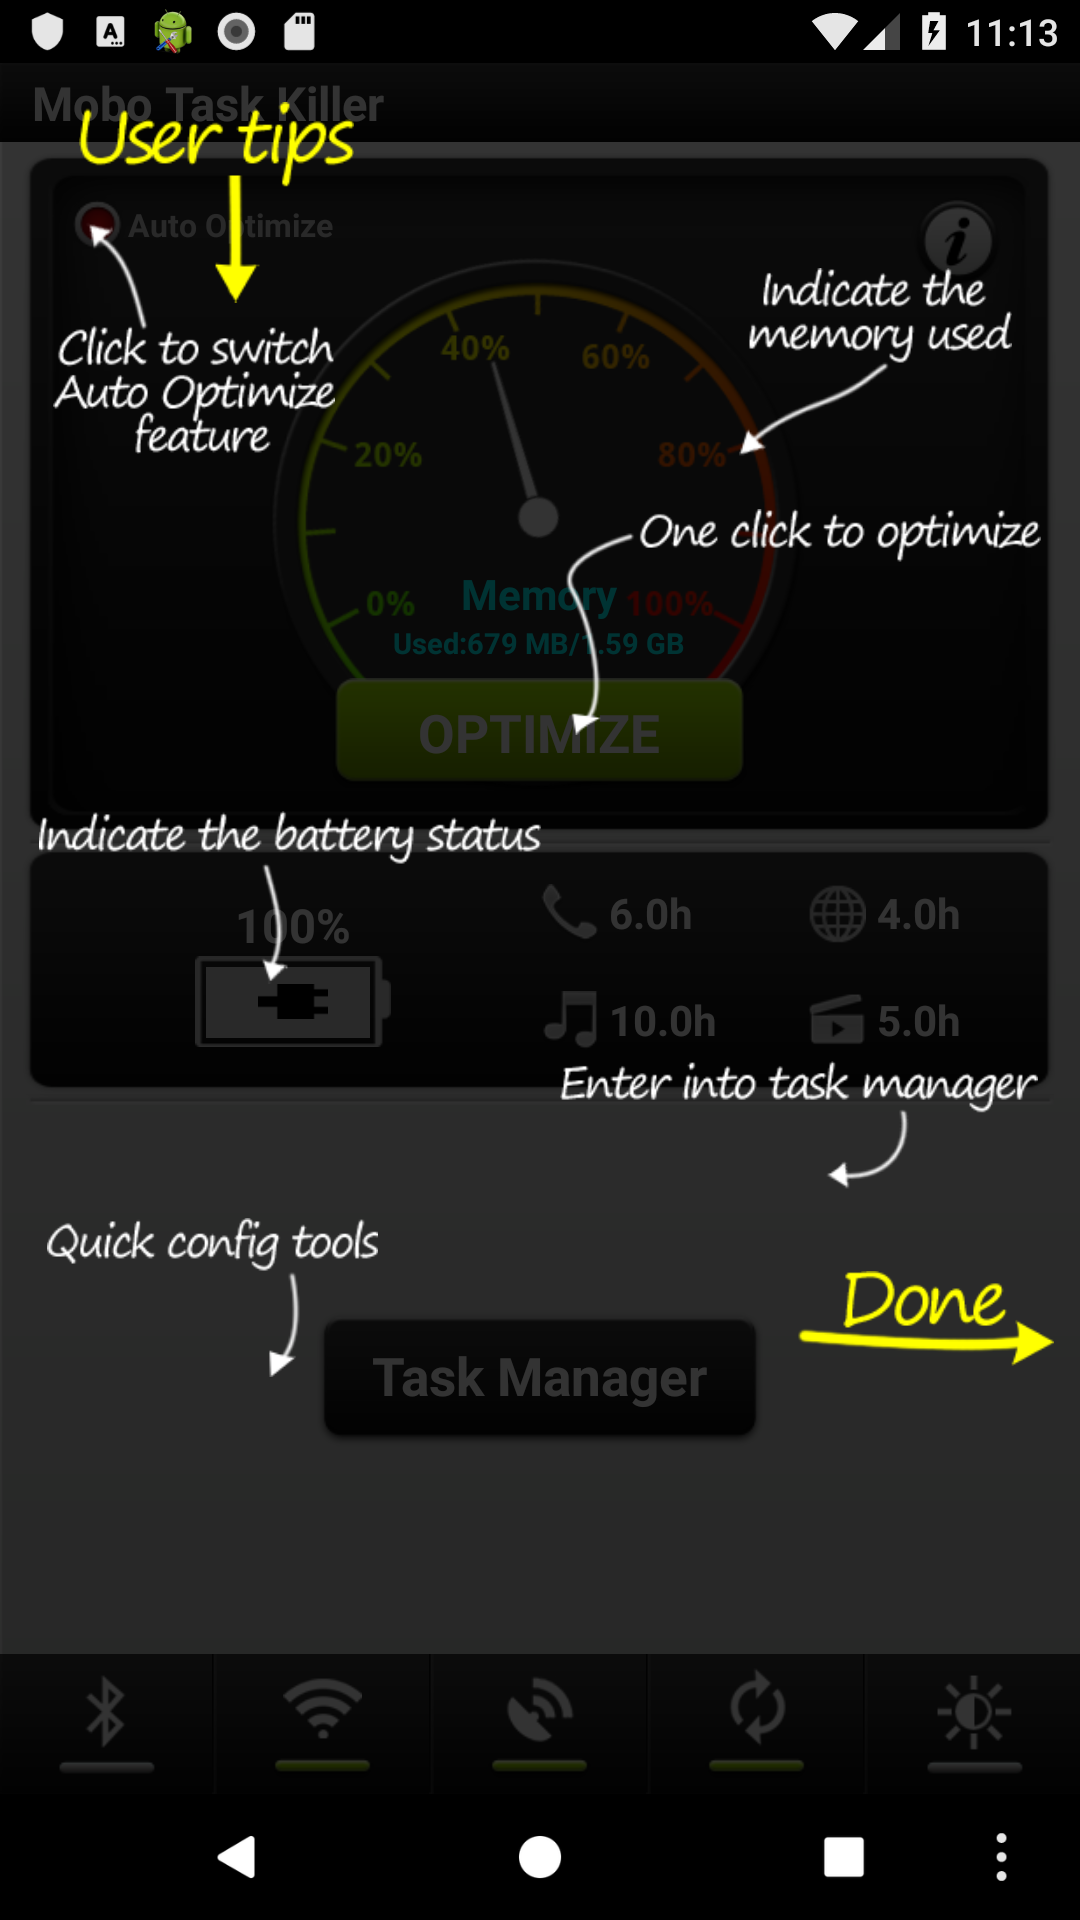 11:13
Mobo Task Killer
User tips
Auto Optimize
Click to switch
Auto Optimize
feature
Indicate the
memory used
40%
60%
20%
80%
One click to optimize
0%
Memory
100%
Used:679 MB/1.59 GB
OPTIMIZE
Indicate the battery status
100%
6.0h
4.0h
10.0h
5.0h
Enter into task manager
Quick config tools
Done
Task Manager